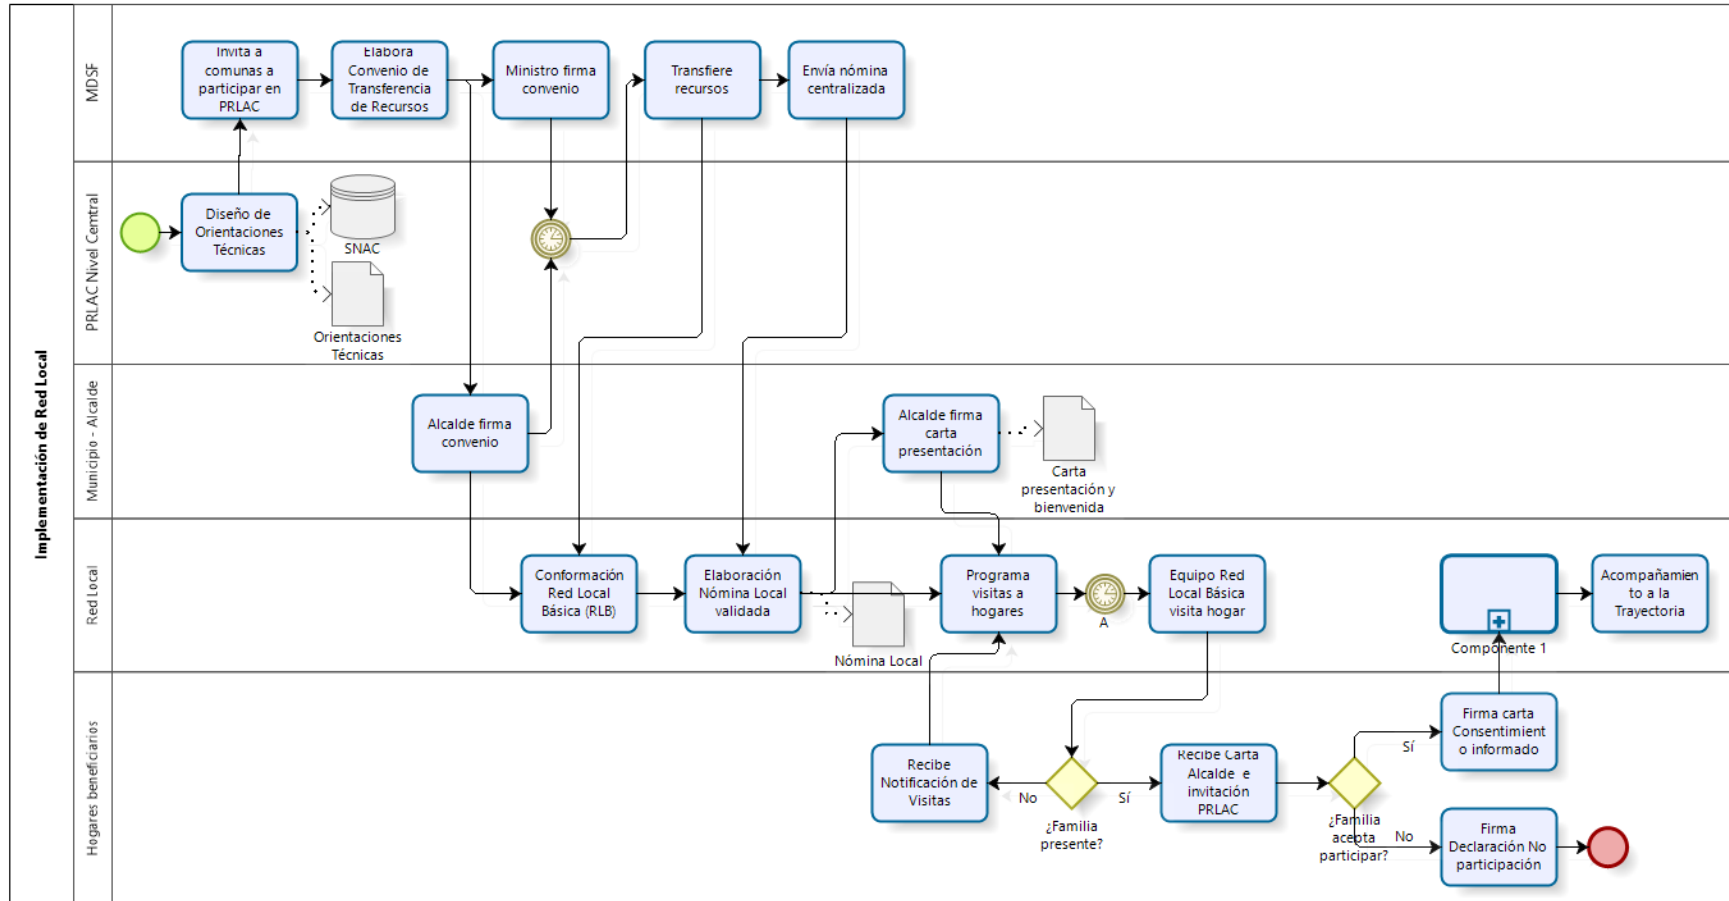 Implementación de Red Local
MDSF
Invita a
comunas a
participar en
PRLAC
Elabora
Convenio de
Transferencia
de Recursos
Ministro firma
convenio
Transfiere
recursos
Envía nómina
centralizada
PRLAC Nivel Cemtral
Diseño de
Orientaciones
Técnicas
SNAC
Orientaciones
Técnicas
Municipio - Alcalde
Alcalde firma
convenio
Alcalde firma
carta
presentación
Carta
presentación y
bienvenida
Red Local
Conformación
Red Local
Básica (RLB)
Elaboración
Nómina Local
validada
Nómina Local
Programa
visitas a
hogares
A
Equipo Red
Local Básica
visita hogar
Componente 1
Acompañamien
to a la
Trayectoria
Hogares beneficiarios
Recibe
Notificación de
Visitas
No
¿Familia
presente?
Sí
Recibe Carta
Alcalde e
invitación
PRLAC
¿Familia
acepta
participar?
Sí
No
Firma carta
Consentimient
o informado
Firma
Declaración No
participación